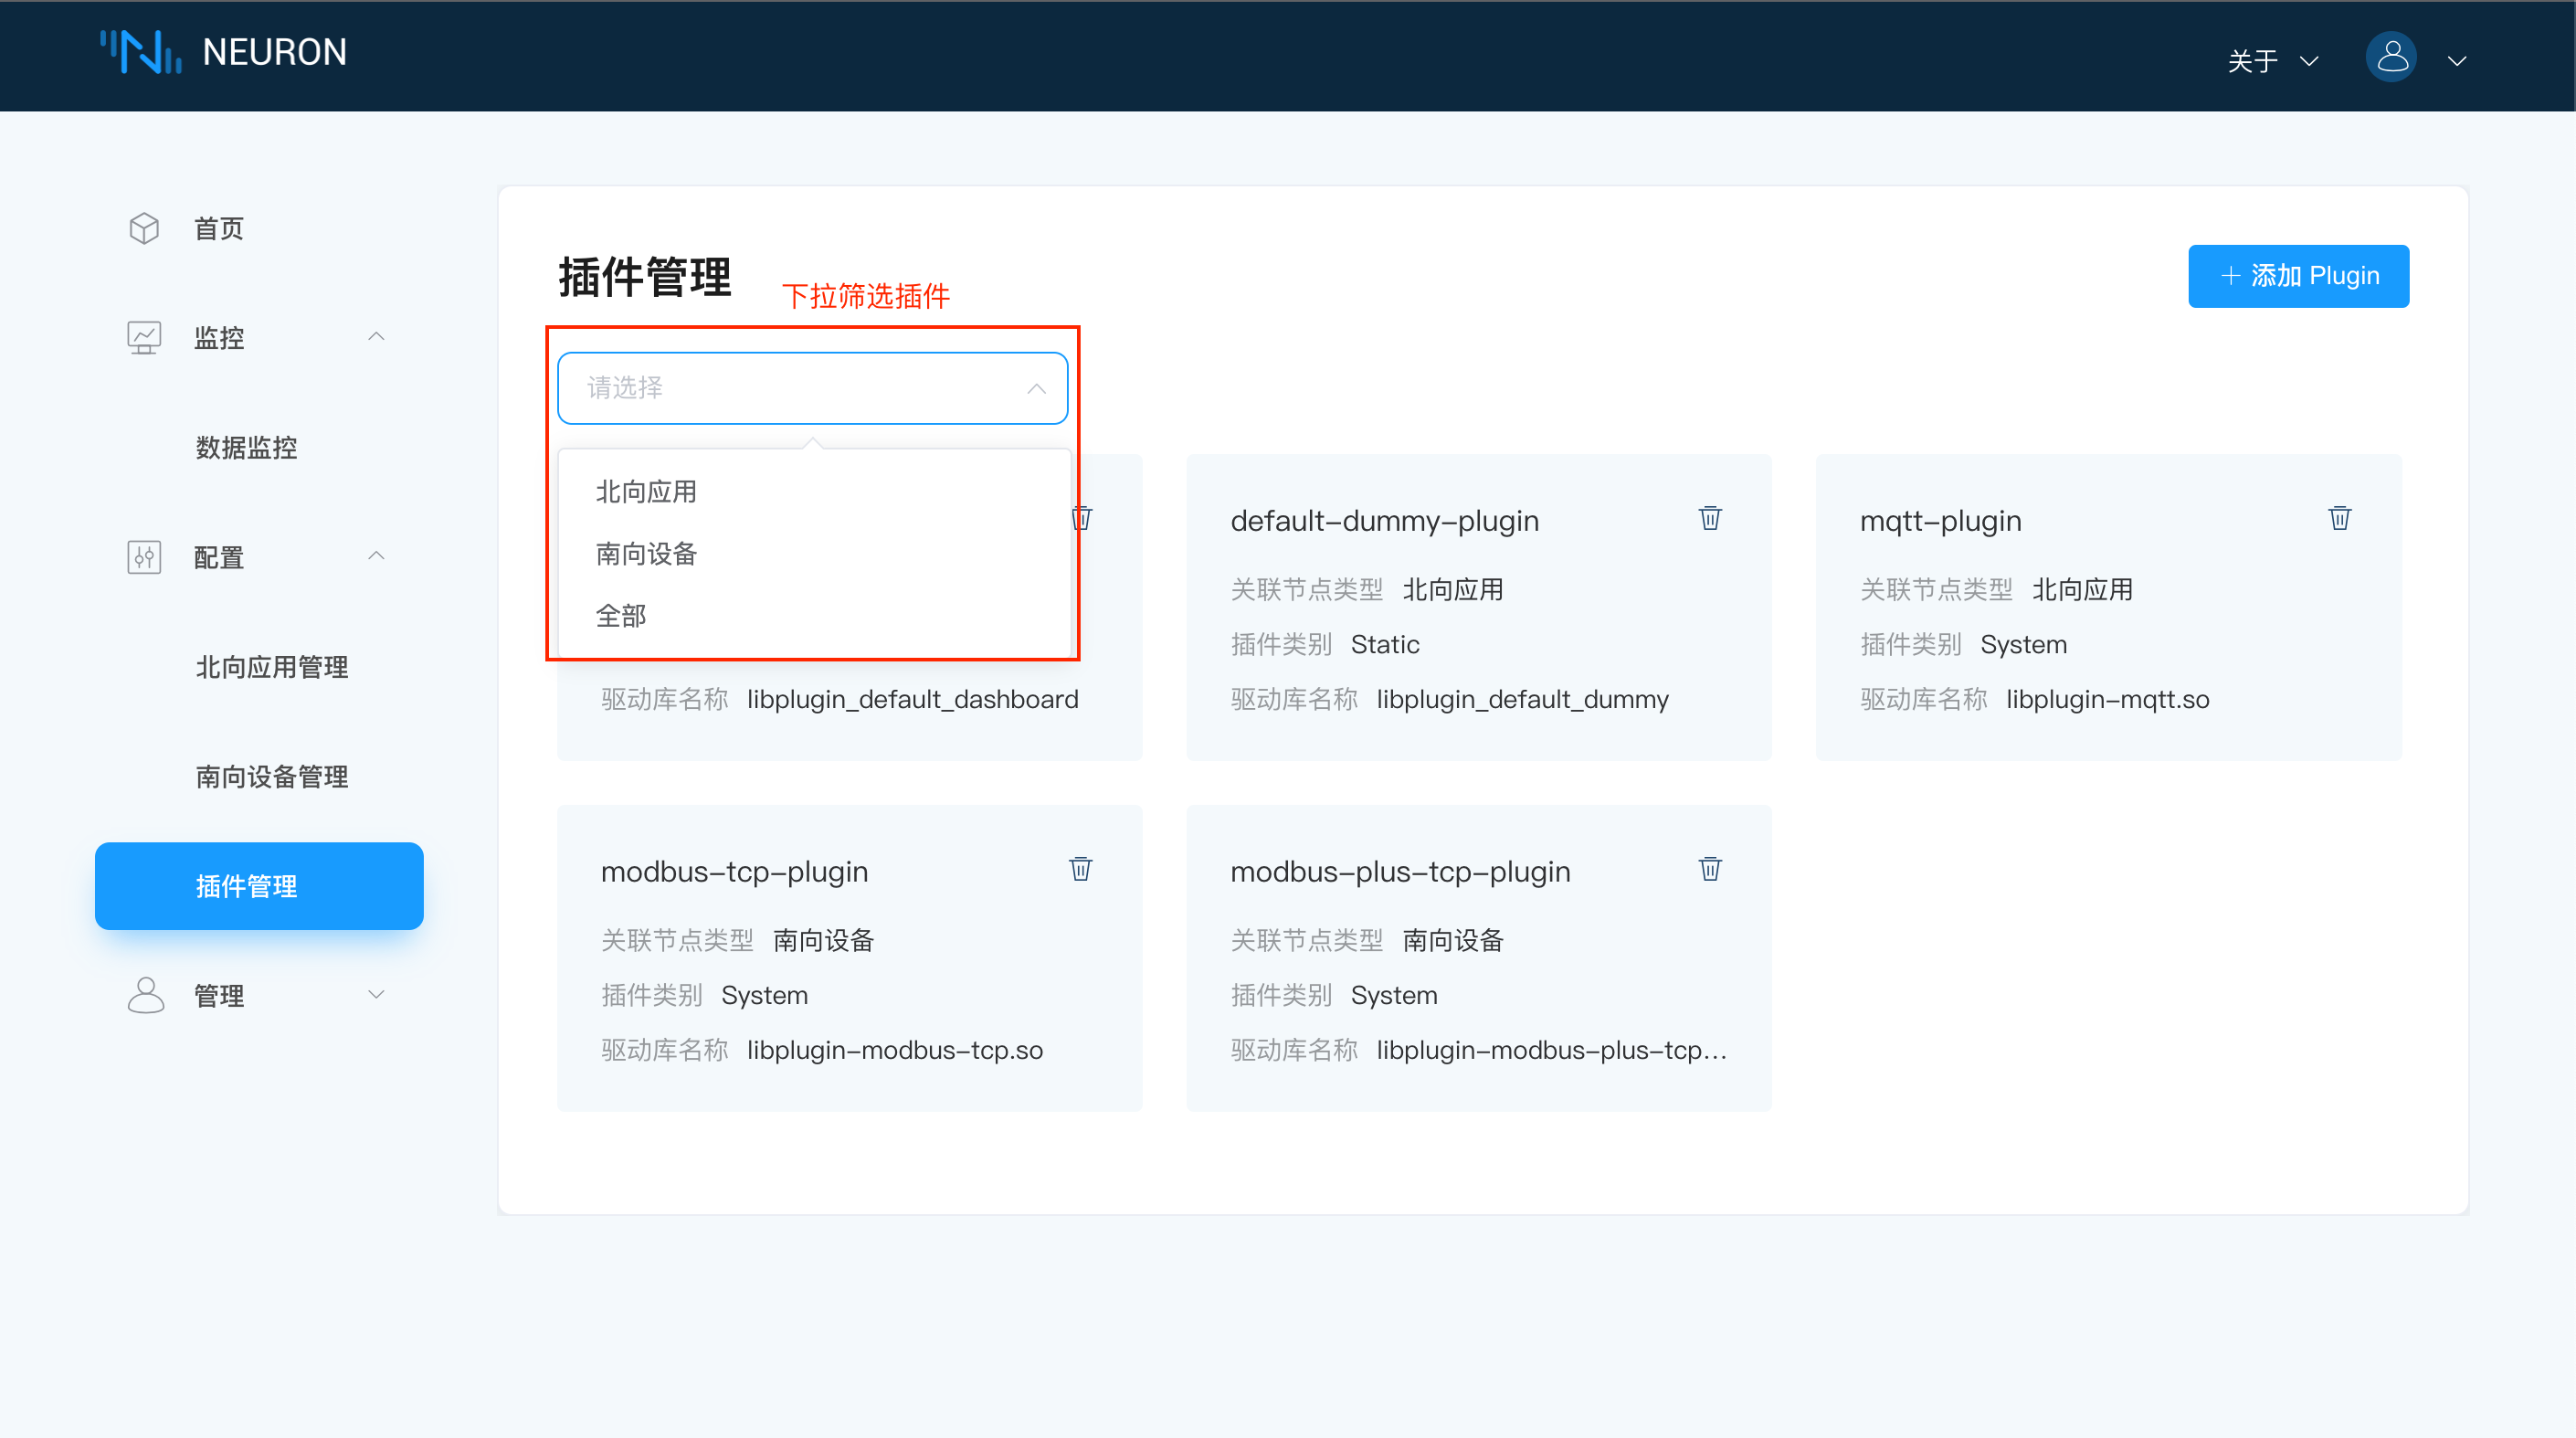 NEURON
关于
首页
监控
数据监控
配置
北向应用管理
南向设备管理
插件管理
管理
插件管理
下拉筛选插件
添加 Plugin
请选择
北向应用
南向设备
全部
驱动库名称 libplugin_default_dashboard
default-dummy-plugin
关联节点类型 北向应用
插件类别 Static
驱动库名称 libplugin_default_dummy
mqtt-plugin
关联节点类型 北向应用
插件类别 System
驱动库名称 libplugin-mqtt.so
modbus-tcp-plugin
关联节点类型 南向设备
插件类别 System
驱动库名称 libplugin-modbus-tcp.so
modbus-plus-tcp-plugin
关联节点类型 南向设备
插件类别 System
驱动库名称 libplugin-modbus-plus-tcp...